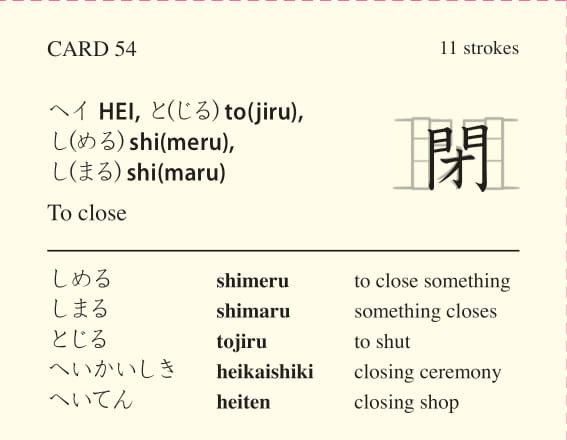 CARD 54 11 strokes
ヘイ HEI, と(じる) to(jiru),
し(める) shi(meru),
し(まる) shi(maru)
閉
To close
しめる shimeru to close something
しまる shimaru something closes
とじる tojiru to shut
へいかいしき heikaishiki closing ceremony
へいてん heiten closing shop